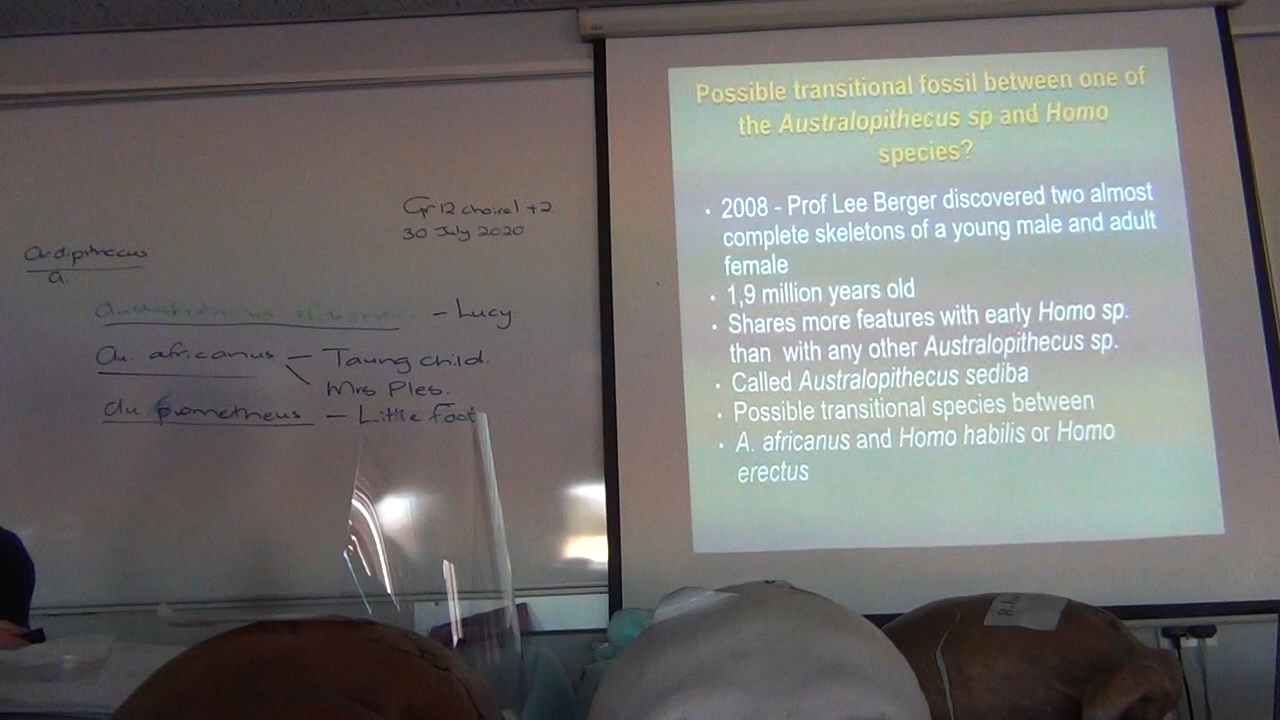 Gr 12 choice 1 + 2
30 July 2020
Ardipithecus
a.
– Lucy
Au. africanus – Taung child.
Mrs Ples.
Au prometheus – Little foot
Possible transitional fossil between one of
the Australopithecus sp and Homo
species?
• 2008 - Prof Lee Berger discovered two almost
complete skeletons of a young male and adult
female
• 1,9 million years old
• Shares more features with early Homo sp.
than with any other Australopithecus sp.
• Called Australopithecus sediba
• Possible transitional species between
• A. africanus and Homo habilis or Homo
erectus